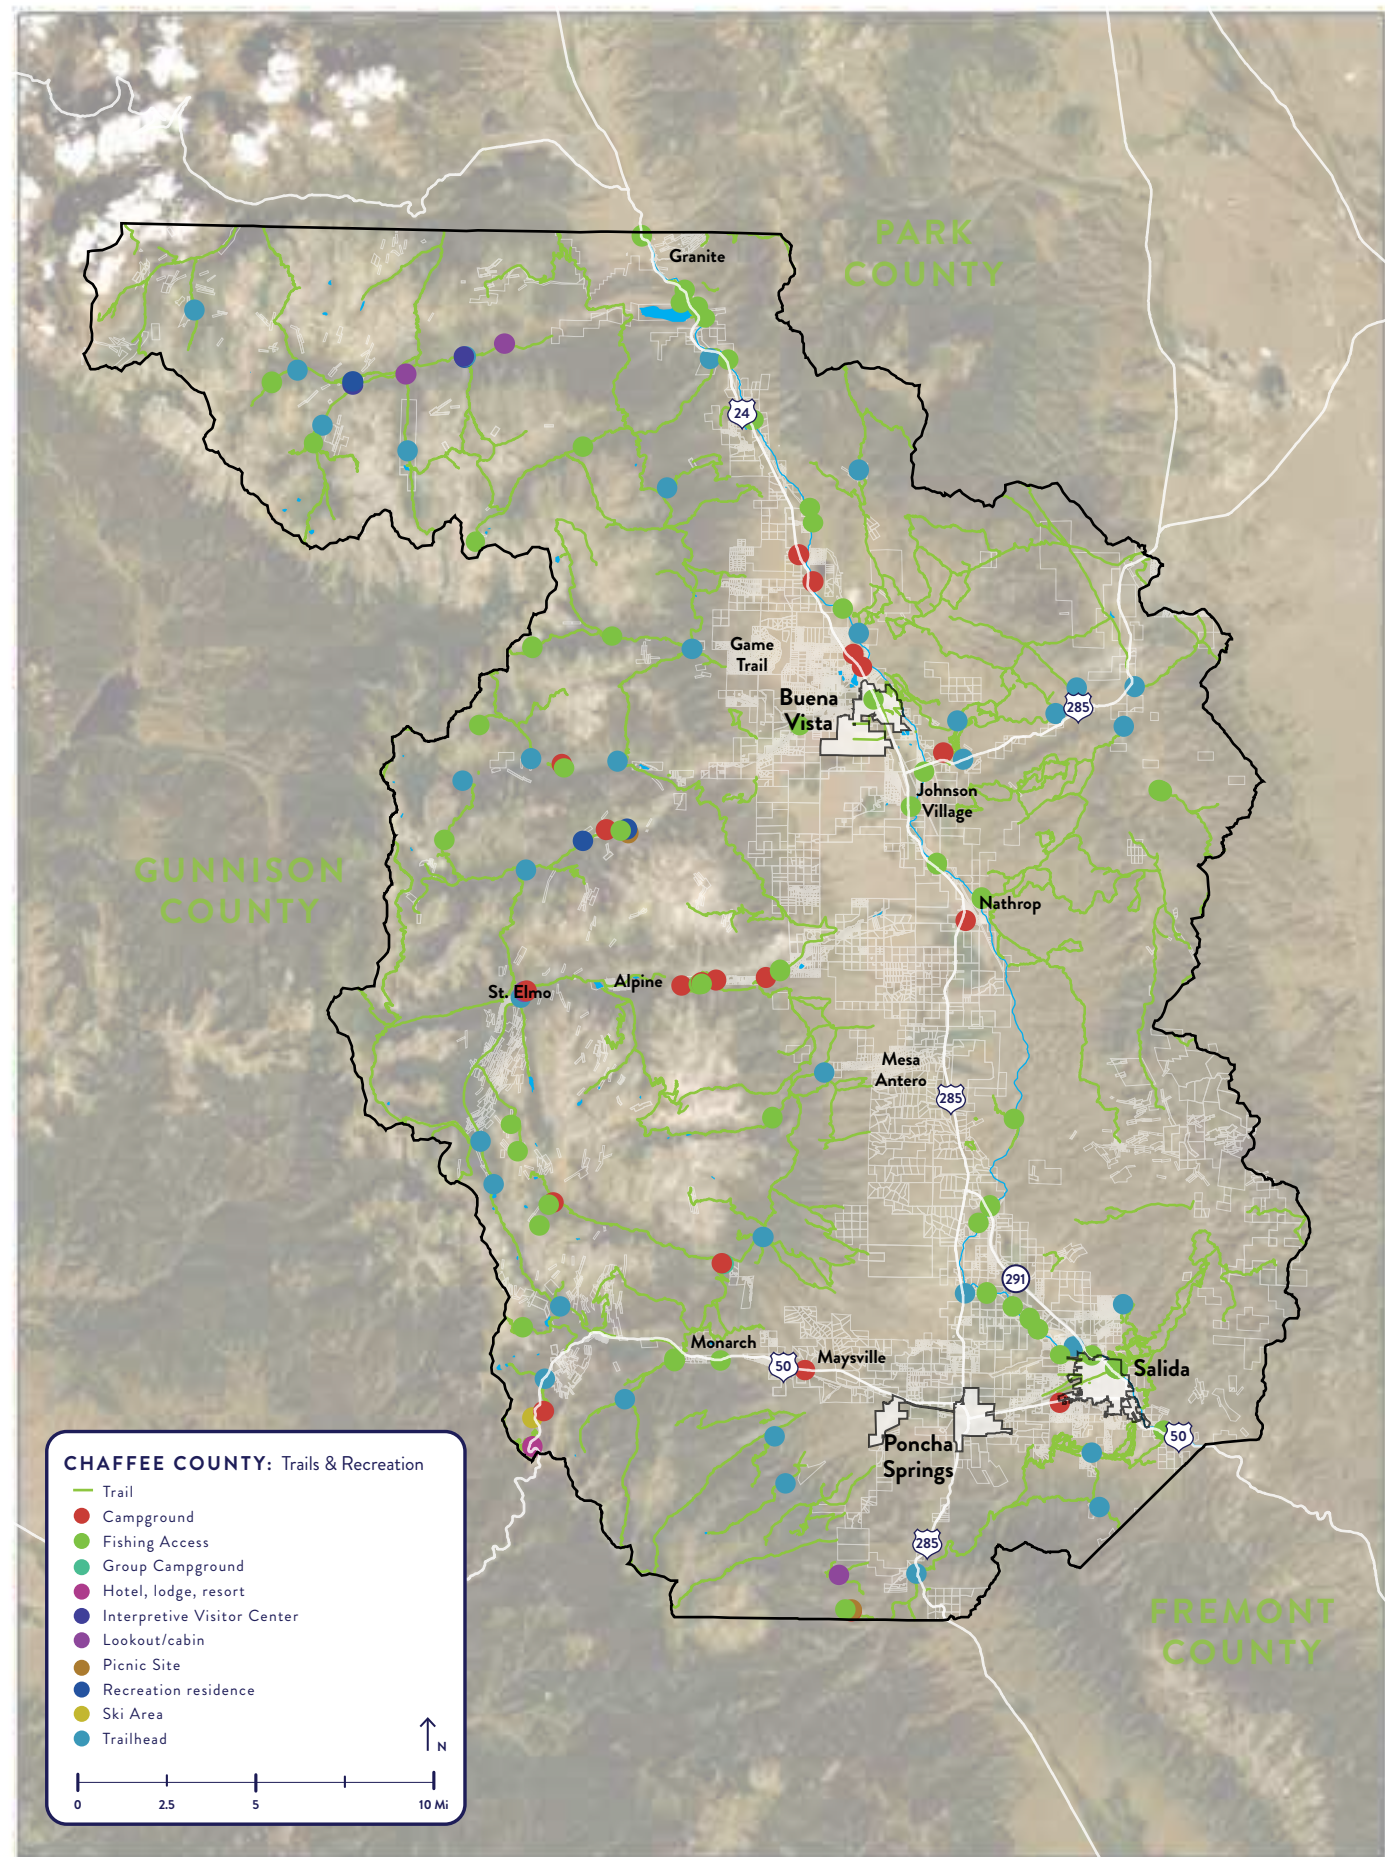 PARK
COUNTY
Granite
24
Game
Trail
Buena
Vista
285
Johnson
Village
GUNNISON
COUNTY
Nathrop
Alpine
St. Elmo
Mesa
Antero
285
291
Monarch
50
Maysville
Salida
50
Poncha
Springs
285
FREMONT
COUNTY
CHAFFEE COUNTY: Trails & Recreation
Trail
Campground
Fishing Access
Group Campground
Hotel, lodge, resort
Interpretive Visitor Center
Lookout/cabin
Picnic Site
Recreation residence
Ski Area
Trailhead
N
0 2.5 5 10 Mi